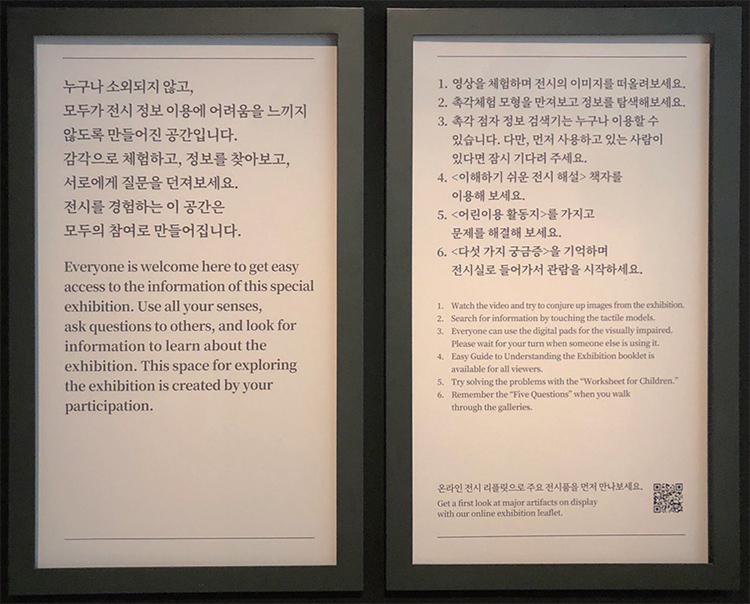 누구나 소외되지 않고,
모두가 전시 정보 이용에 어려움을 느끼지
않도록 만들어진 공간입니다.
감각으로 체험하고, 정보를 찾아보고,
서로에게 질문을 던져보세요.
전시를 경험하는 이 공간은
모두의 참여로 만들어집니다.
Everyone is welcome here to get easy
access to the information of this special
exhibition. Use all your senses,
ask questions to others, and look for
information to learn about the
exhibition. This space for exploring
the exhibition is created by your
participation.
1. 영상을 체험하며 전시의 이미지를 떠올려보세요.
2. 촉각체험 모형을 만져보고 정보를 탐색해보세요.
3. 촉각 점자 정보 검색기는 누구나 이용할 수
있습니다. 다만, 먼저 사용하고 있는 사람이
있다면 잠시 기다려 주세요.
4. <이해하기 쉬운 전시 해설> 책자를
이용해 보세요.
5. <어린이용 활동지>를 가지고
문제를 해결해 보세요.
6. <다섯 가지 궁금증>을 기억하며
전시실로 들어가서 관람을 시작하세요.
1. Watch the video and try to conjure up images from the exhibition.
2. Search for information by touching the tactile models.
3. Everyone can use the digital pads for the visually impaired.
Please wait for your turn when someone else is using it.
4. Easy Guide to Understanding the Exhibition booklet is
available for all viewers.
5. Try solving the problems with the “Worksheet for Children.”
6. Remember the “Five Questions” when you walk
through the galleries.
온라인 전시 리플릿으로 주요 전시품을 먼저 만나보세요.
Get a first look at major artifacts on display
with our online exhibition leaflet.